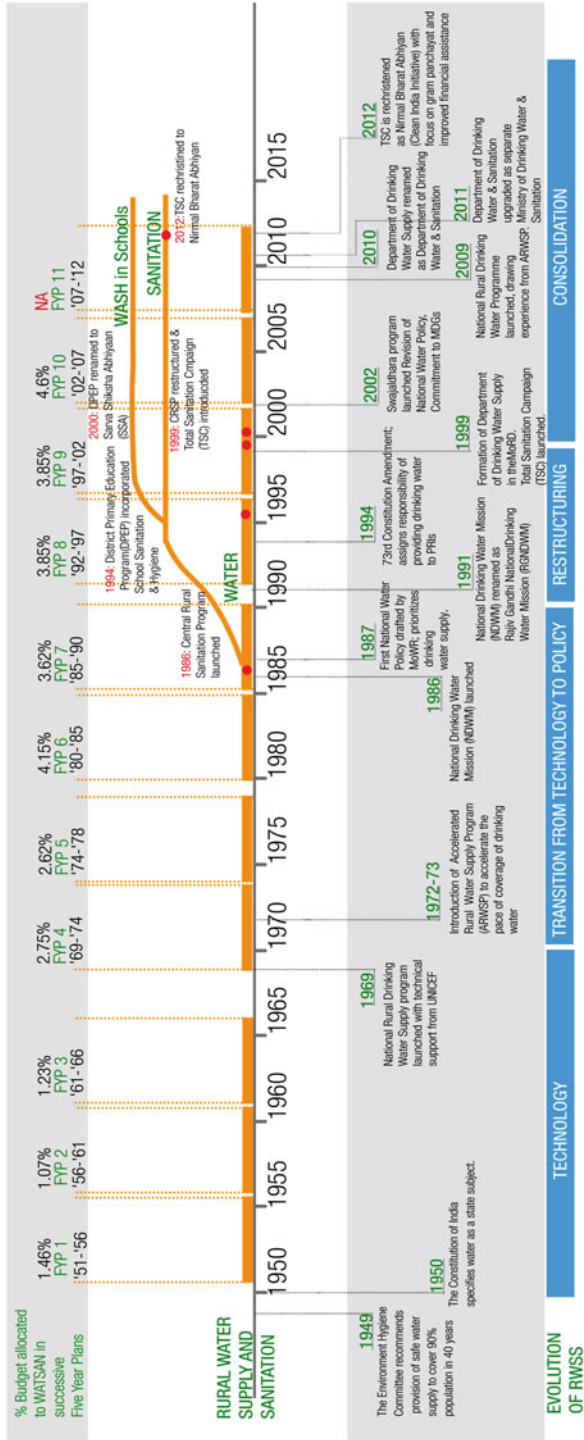 % Budget allocated
to WATSAN in
successive
Five Year Plans
1.46%
FYP 1
'51-'56
1.07%
FYP 2
'56-'61
1.23%
FYP 3
'61-'66
2.75%
FYP 4
'69-'74
2.62%
FYP 5
'74-'78
4.15%
FYP 6
'80-'85
3.62%
FYP 7
'85-'90
3.85%
FYP 8
'92-'97
3.85%
FYP 9
'97-'02
4.6%
FYP 10
'02-'07
NA
FYP 11
'07-'12
1986: Central Rural
Sanitation Program
launched
1994: District Primary Education
Program(DPEP) incorporated
School Sanitation
& Hygiene
2000: DPEP renamed to
Sarva Shiksha Abhiyaan
(SSA)
WASH in Schools
SANITATION
1999: CRSP restructured &
Total Sanitation Cmpaign
(TSC) introducded
2012:TSC rechristined to
Nirmal Bharat Abhiyan
WATER
RURAL WATER
SUPPLY AND
SANITATION
1950
1955
1960
1965
1970
1975
1980
1985
1990
1995
2000
2005
2010
2015
1949
The Environment Hygiene
Committee recommends
provision of safe water
supply to cover 90%
population in 40 years
1950
The Constitution of India
specifies water as a state subject.
1969
National Rural Drinking
Water Supply program
launched with technical
support from UNICEF
1972-73
Introduction of Accelerated
Rural Water Supply Program
(ARWSP) to accelerate the
pace of coverage of drinking
water
1986
National Drinking Water
Mission (NDWM) launched
1987
First National Water
Policy drafted by
MoWR; prioritizes
drinking
water supply.
1991
National Drinking Water Mission
(NDWM) renamed as
Rajiv Gandhi NationalDrinking
Water Mission (RGNDWM)
1994
73rd Constitution Amendment;
assigns responsibility of
providing drinking water
to PRIs
1999
Formation of Department
of Drinking Water Supply
in theMoRD.
Total Sanitation Campaign
(TSC) launched.
2002
Swajaldhara program
launched Revision of
National Water Policy,
Commitment to MDGs
2009
National Rural Drinking
Water Programme
launched, drawing
experience from ARWSP.
2010
Department of Drinking
Water Supply renamed
as Department of Drinking
Water & Sanitation
2011
Department of Drinking
Water & Sanitation
upgraded as separate
Ministry of Drinking Water &
Sanitation
2012
TSC is rechristened
as Nirmal Bharat Abhiyan
(Clean India Initiative) with
focus on gram panchayat and
improved financial assistance
EVOLUTION
OF RWSS
TECHNOLOGY
TRANSITION FROM TECHNOLOGY TO POLICY
RESTRUCTURING
CONSOLIDATION